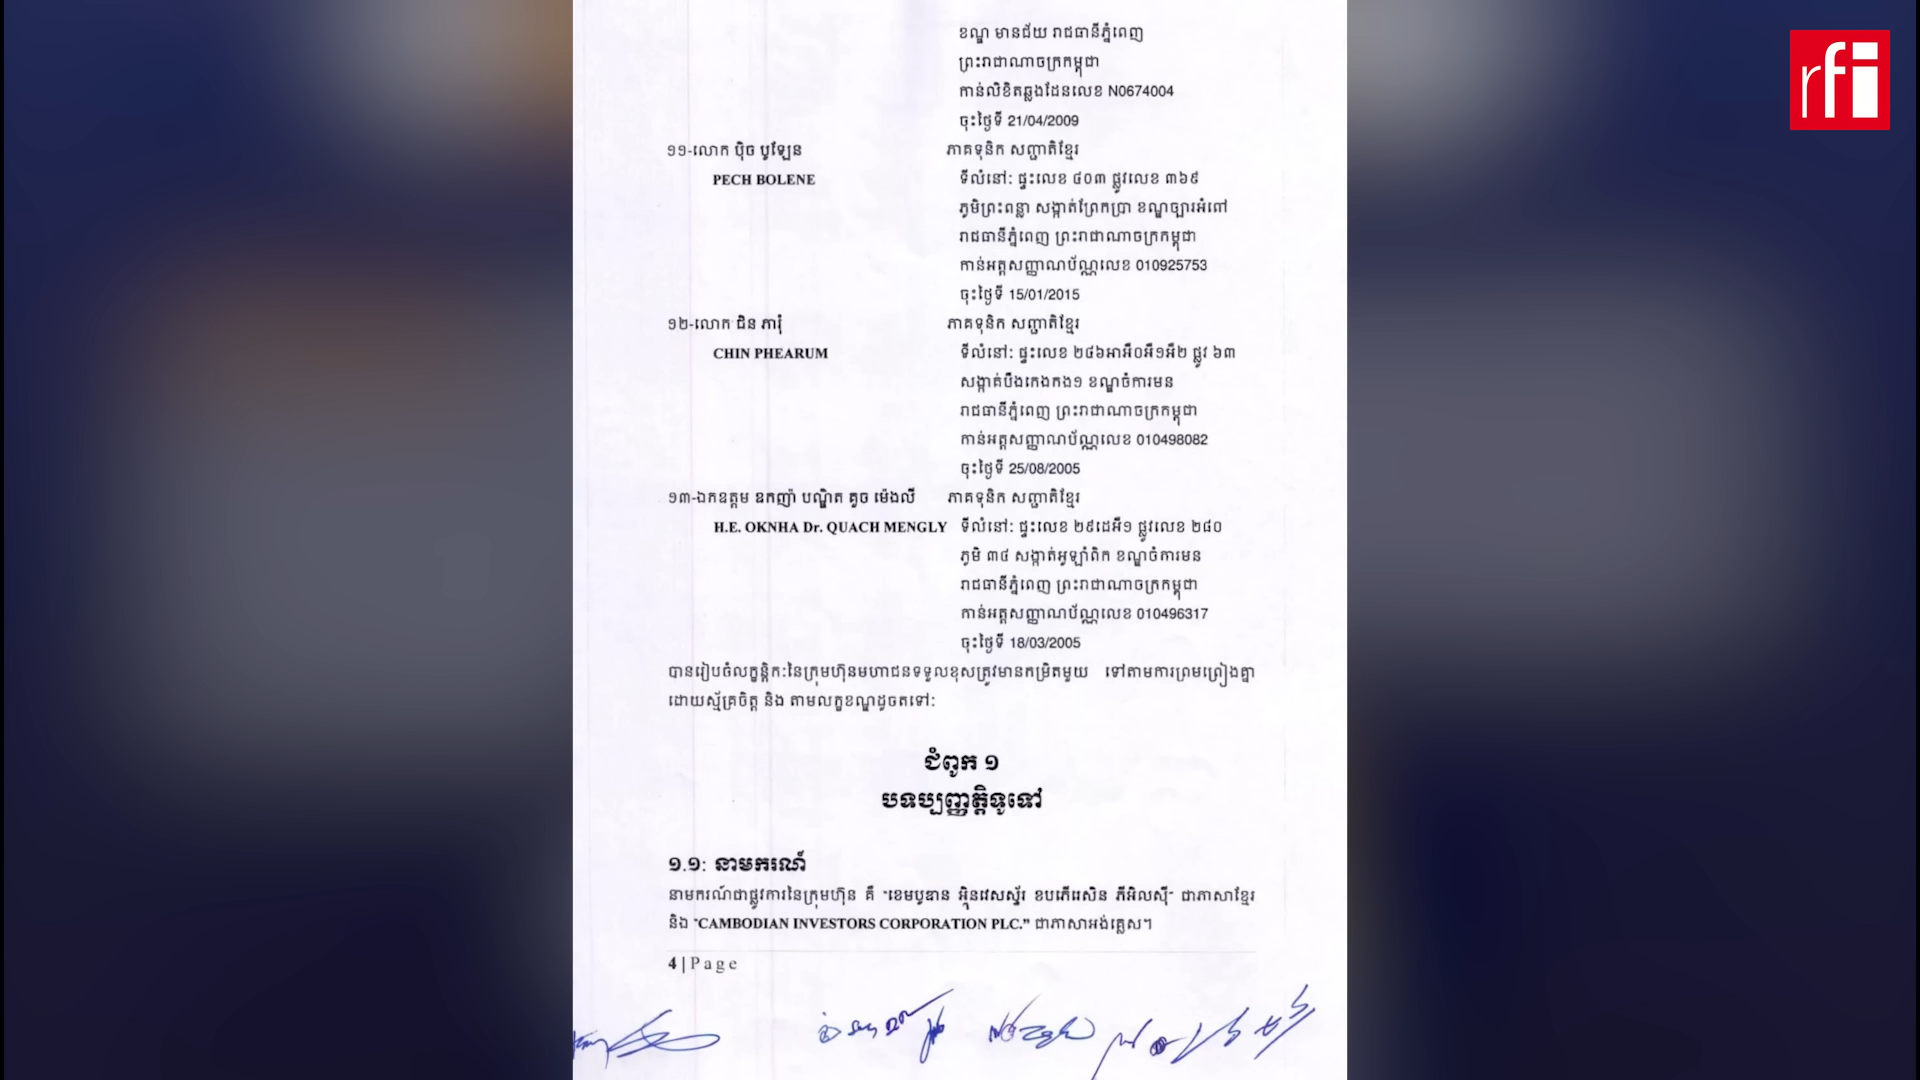 rfi
ខណ្ឌ មានជ័យ រាជធានីភ្នំពេញ
ព្រះរាជាណាចក្រកម្ពុជា
កាន់លិខិតឆ្លងដែនលេខ N0674004
ចុះថ្ងៃទី 21/04/2009
១១-លោក ប៉ិច បូឡែន ភាគទុនិក សញ្ជាតិខ្មែរ
PECH BOLENE ទីលំនៅ: ផ្ទះលេខ ៤០៣ ផ្លូវលេខ ៣៦៩
ភូមិព្រះពន្លា សង្កាត់ព្រែកប្រា ខណ្ឌច្បារអំពៅ
រាជធានីភ្នំពេញ ព្រះរាជាណាចក្រកម្ពុជា
កាន់អត្តសញ្ញាណប័ណ្ណលេខ 010925753
ចុះថ្ងៃទី 15/01/2015
១២-លោក ជិន ភារុំ ភាគទុនិក សញ្ជាតិខ្មែរ
CHIN PHEARUM ទីលំនៅ: ផ្ទះលេខ ២៤៦អាអឺ០អឺ១អឺ២ ផ្លូវ ៦៣
សង្កាត់បឹងកេងកង១ ខណ្ឌចំការមន
រាជធានីភ្នំពេញ ព្រះរាជាណាចក្រកម្ពុជា
កាន់អត្តសញ្ញាណប័ណ្ណលេខ 010498082
ចុះថ្ងៃទី 25/08/2005
១៣-ឯកឧត្តម ឧកញ៉ា បណ្ឌិត គួច ម៉េងលី ភាគទុនិក សញ្ជាតិខ្មែរ
H.E. OKNHA Dr. QUACH MENGLY ទីលំនៅ: ផ្ទះលេខ ២៩ដេអឺ១ ផ្លូវលេខ ២៨០
ភូមិ ៣៤ សង្កាត់អូឡាំពិក ខណ្ឌចំការមន
រាជធានីភ្នំពេញ ព្រះរាជាណាចក្រកម្ពុជា
កាន់អត្តសញ្ញាណប័ណ្ណលេខ 010496317
ចុះថ្ងៃទី 18/03/2005
បានរៀបចំលក្ខន្តិក:នៃក្រុមហ៊ុនមហាជនទទួលខុសត្រូវមានកម្រិតមួយ ទៅតាមការព្រមព្រៀងគ្នា
ដោយស្ម័គ្រចិត្ត និង តាមលក្ខខណ្ឌដូចតទៅ:
ជំពូក ១
បទប្បញ្ញត្តិទូទៅ
១.១: នាមករណ៍
នាមករណ៍ជាផ្លូវការនៃក្រុមហ៊ុន គឺ "ខេមបូឌាន អ៊ិនវេសស្ទ័រ ខបភើរេសិន ភីអិលស៊ី" ជាភាសាខ្មែរ
និង "CAMBODIAN INVESTORS CORPORATION PLC." ជាភាសាអង់គ្លេស។
4 | Page